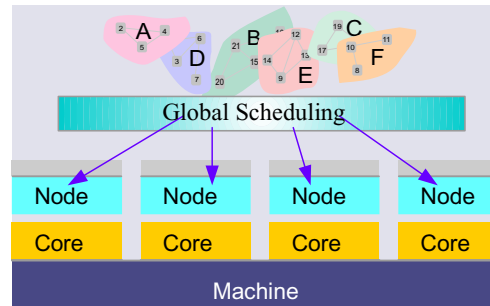 2 4 5 A
6 3 7 D
21 15 20 B
12 14 13 9 E
19 17 C
11 10 8 F
Global Scheduling
Node Node Node Node
Core Core Core Core
Machine